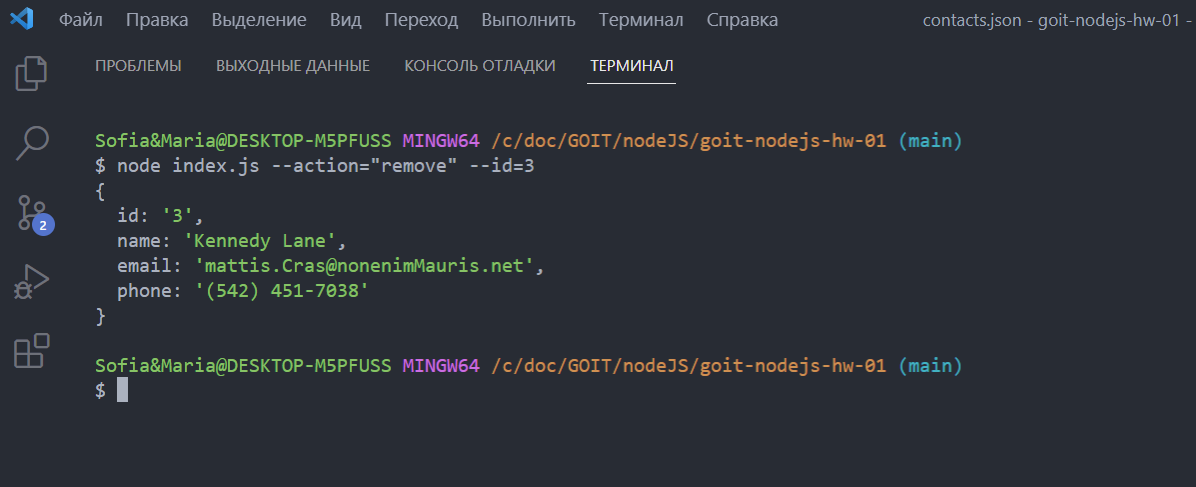 Файл Правка Выделение Вид Переход Выполнить Терминал Справка contacts.json - goit-nodejs-hw-01 -
ПРОБЛЕМЫ ВЫХОДНЫЕ ДАННЫЕ КОНСОЛЬ ОТЛАДКИ ТЕРМИНАЛ
Sofia&Maria@DESKTOP-M5PFUSS MINGW64 /c/doc/GOIT/nodeJS/goit-nodejs-hw-01 (main)
$ node index.js --action="remove" --id=3
{
  id: '3',
  name: 'Kennedy Lane',
  email: 'mattis.Cras@nonenimMauris.net',
  phone: '(542) 451-7038'
}
2
Sofia&Maria@DESKTOP-M5PFUSS MINGW64 /c/doc/GOIT/nodeJS/goit-nodejs-hw-01 (main)
$